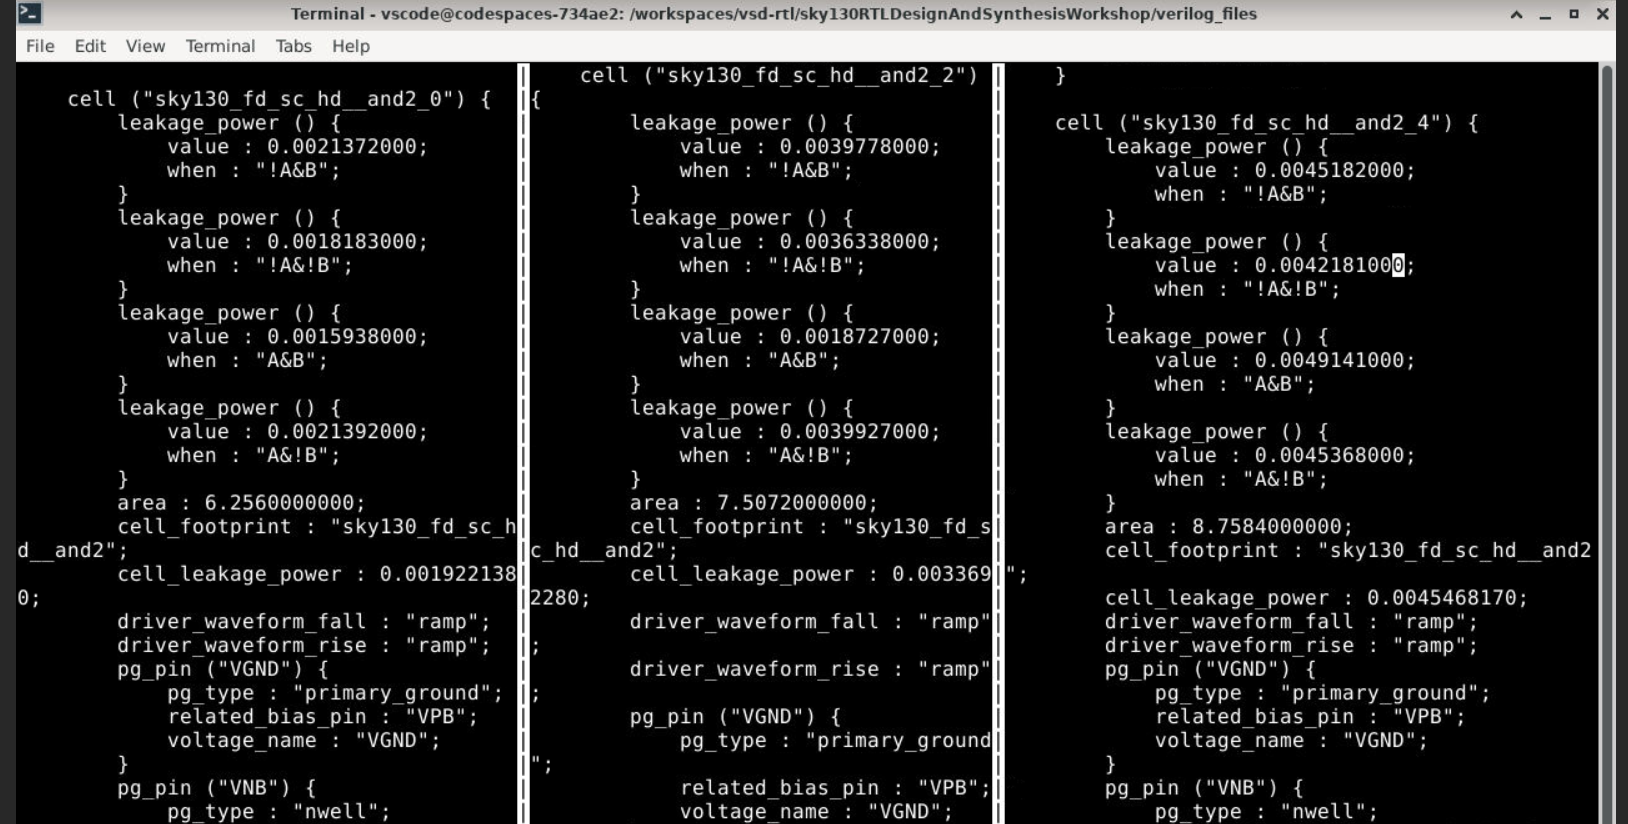 Terminal - vscode@codespaces-734ae2: /workspaces/vsd-rtl/sky130RTLDesignAndSynthesisWorkshop/verilog_files
File Edit View Terminal Tabs Help
cell ("sky130_fd_sc_hd__and2_0") {
leakage_power () {
value : 0.0021372000;
when : "!A&B";
}
leakage_power () {
value : 0.0018183000;
when : "!A&!B";
}
leakage_power () {
value : 0.0015938000;
when : "A&B";
}
leakage_power () {
value : 0.0021392000;
when : "A&!B";
}
area : 6.2560000000;
cell_footprint : "sky130_fd_sc_h
d__and2";
cell_leakage_power : 0.001922138
0;
driver_waveform_fall : "ramp";
driver_waveform_rise : "ramp";
pg_pin ("VGND") {
pg_type : "primary_ground";
related_bias_pin : "VPB";
voltage_name : "VGND";
}
pg_pin ("VNB") {
pg_type : "nwell";
cell ("sky130_fd_sc_hd__and2_2")
{
leakage_power () {
value : 0.0039778000;
when : "!A&B";
}
leakage_power () {
value : 0.0036338000;
when : "!A&!B";
}
leakage_power () {
value : 0.0018727000;
when : "A&B";
}
leakage_power () {
value : 0.0039927000;
when : "A&!B";
}
area : 7.5072000000;
cell_footprint : "sky130_fd_s
c_hd__and2";
cell_leakage_power : 0.003369
2280;
driver_waveform_fall : "ramp"
;
driver_waveform_rise : "ramp"
;
pg_pin ("VGND") {
pg_type : "primary_ground
";
related_bias_pin : "VPB";
voltage_name : "VGND";
}
cell ("sky130_fd_sc_hd__and2_4") {
leakage_power () {
value : 0.0045182000;
when : "!A&B";
}
leakage_power () {
value : 0.0042181000;
when : "!A&!B";
}
leakage_power () {
value : 0.0049141000;
when : "A&B";
}
leakage_power () {
value : 0.0045368000;
when : "A&!B";
}
area : 8.7584000000;
cell_footprint : "sky130_fd_sc_hd__and2
";
cell_leakage_power : 0.0045468170;
driver_waveform_fall : "ramp";
driver_waveform_rise : "ramp";
pg_pin ("VGND") {
pg_type : "primary_ground";
related_bias_pin : "VPB";
voltage_name : "VGND";
}
pg_pin ("VNB") {
pg_type : "nwell";